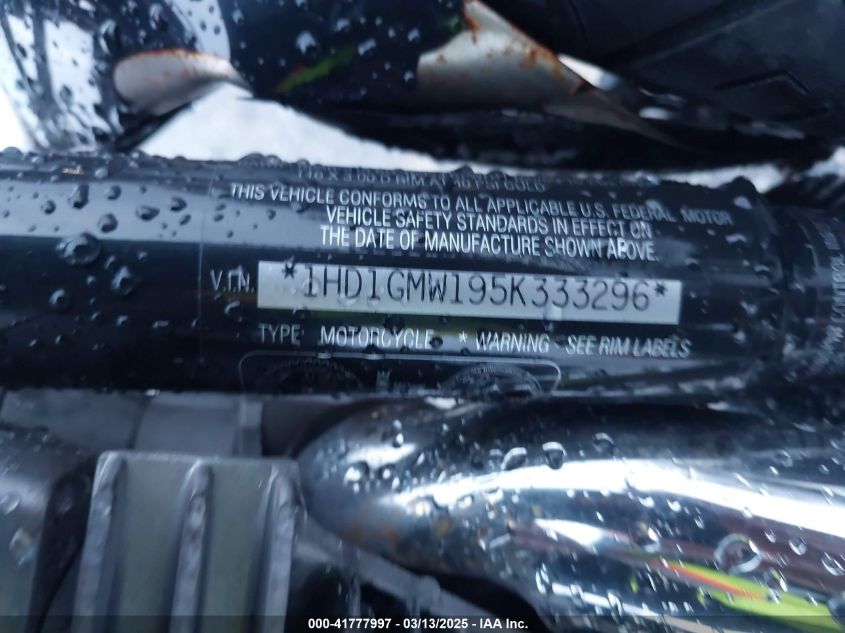 THIS VEHICLE CONFORMS TO ALL APPLICABLE U.S. FEDERAL MOTOR
VEHICLE SAFETY STANDARDS IN EFFECT ON
THE DATE OF MANUFACTURE SHOWN ABOVE.
V.I.N. *1HD1GMW195K333296*
TYPE MOTORCYCLE * WARNING - SEE RIM LABELS
000-41777997 - 03/13/2025 - IAA Inc.